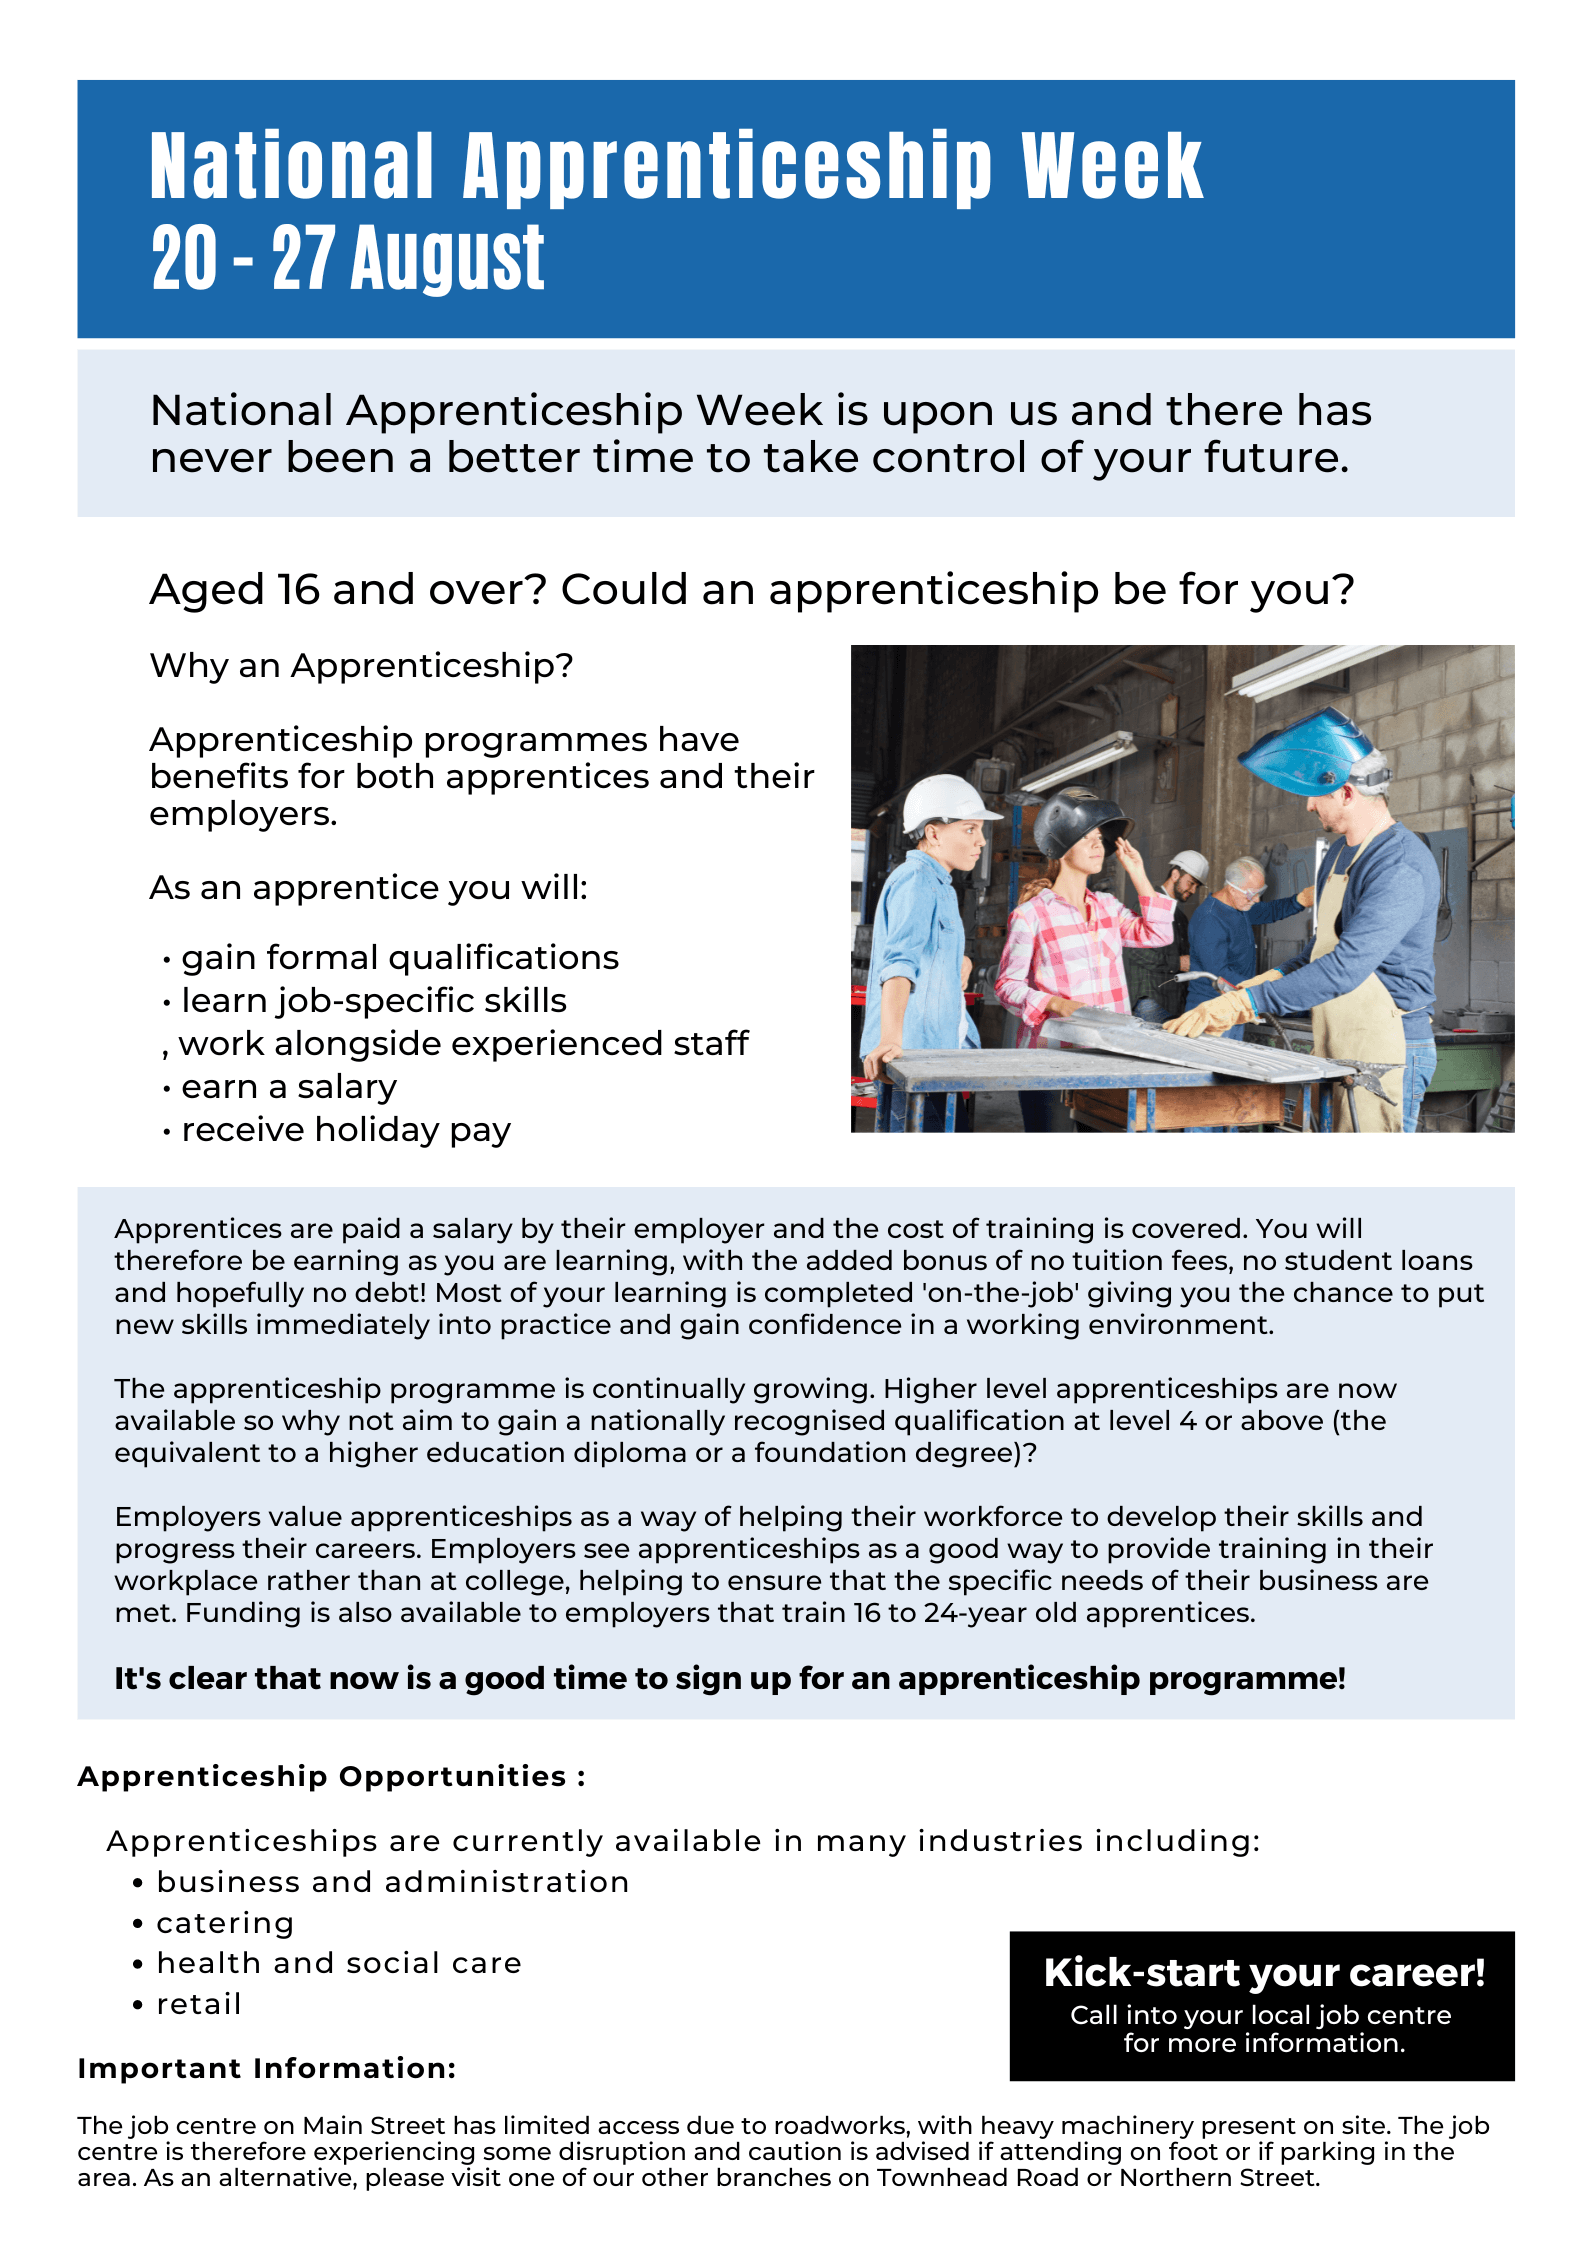 National Apprenticeship Week
20 - 27 August
National Apprenticeship Week is upon us and there has
never been a better time to take control of your future.
Aged 16 and over? Could an apprenticeship be for you?
Why an Apprenticeship?
Apprenticeship programmes have
benefits for both apprentices and their
employers.
As an apprentice you will:
· gain formal qualifications
· learn job-specific skills
, work alongside experienced staff
· earn a salary
· receive holiday pay
Apprentices are paid a salary by their employer and the cost of training is covered. You will
therefore be earning as you are learning, with the added bonus of no tuition fees, no student loans
and hopefully no debt! Most of your learning is completed 'on-the-job' giving you the chance to put
new skills immediately into practice and gain confidence in a working environment.
The apprenticeship programme is continually growing. Higher level apprenticeships are now
available so why not aim to gain a nationally recognised qualification at level 4 or above (the
equivalent to a higher education diploma or a foundation degree)?
Employers value apprenticeships as a way of helping their workforce to develop their skills and
progress their careers. Employers see apprenticeships as a good way to provide training in their
workplace rather than at college, helping to ensure that the specific needs of their business are
met. Funding is also available to employers that train 16 to 24-year old apprentices.
It's clear that now is a good time to sign up for an apprenticeship programme!
Apprenticeship Opportunities :
Apprenticeships are currently available in many industries including:
• business and administration
• catering
• health and social care
• retail
Kick-start your career!
Call into your local job centre
for more information.
Important Information:
The job centre on Main Street has limited access due to roadworks, with heavy machinery present on site. The job
centre is therefore experiencing some disruption and caution is advised if attending on foot or if parking in the
area. As an alternative, please visit one of our other branches on Townhead Road or Northern Street.